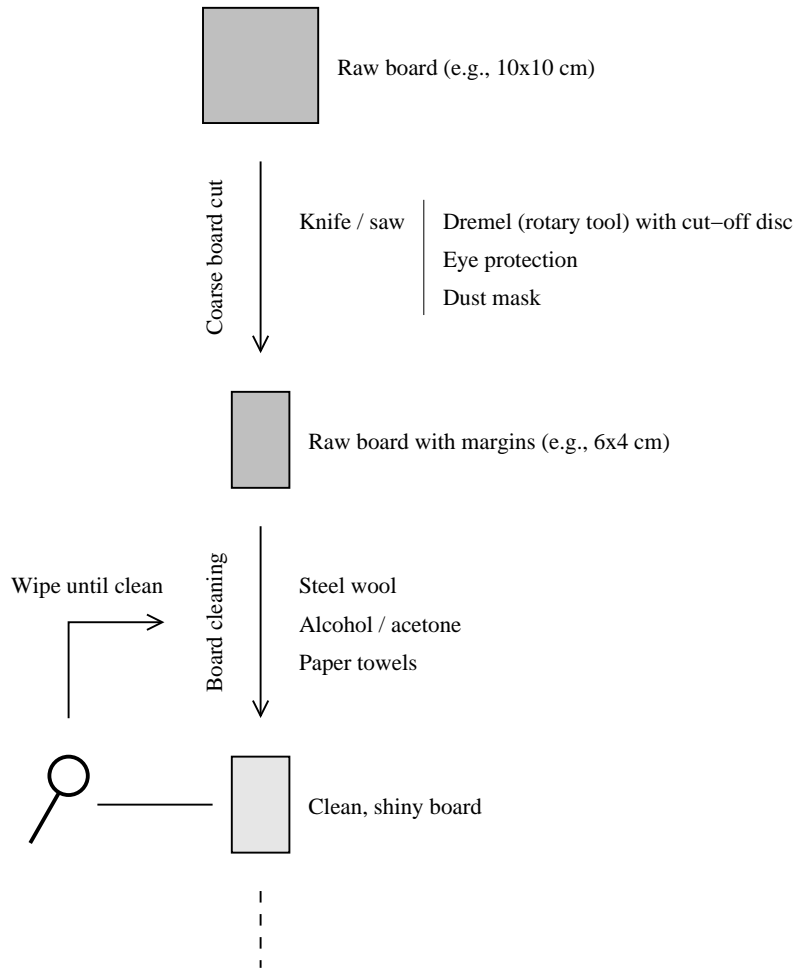 Raw board (e.g., 10x10 cm)
Coarse board cut
Knife / saw
Dremel (rotary tool) with cut−off disc
Eye protection
Dust mask
Raw board with margins (e.g., 6x4 cm)
Wipe until clean
Board cleaning
Steel wool
Alcohol / acetone
Paper towels
Clean, shiny board